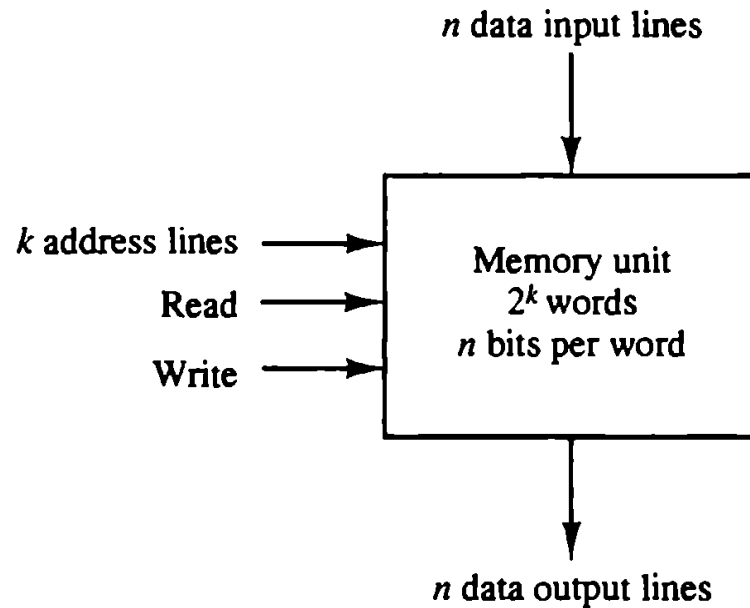 n data input lines
k address lines
Read
Write
Memory unit
2^k words
n bits per word
n data output lines